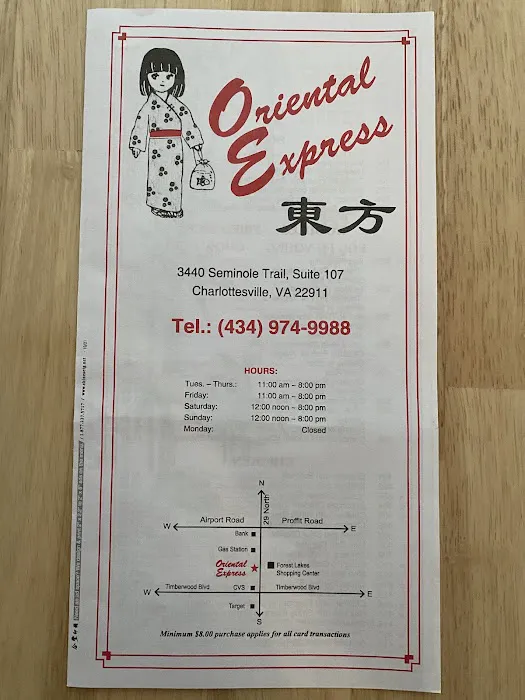 Oriental
Express
東方
3440 Seminole Trail, Suite 107
Charlottesville, VA 22911
Tel.: (434) 974-9988
HOURS:
Tues. – Thurs.: 11:00 am – 8:00 pm
Friday: 11:00 am – 8:00 pm
Saturday: 12:00 noon – 8:00 pm
Sunday: 12:00 noon – 8:00 pm
Monday: Closed
N
29 North
Airport Road Proffit Road
W E
Bank
Gas Station
Oriental
Express
Forest Lakes
Shopping Center
Timberwood Blvd. CVS Timberwood Blvd.
W E
Target
S
Minimum $8.00 purchase applies for all card transactions